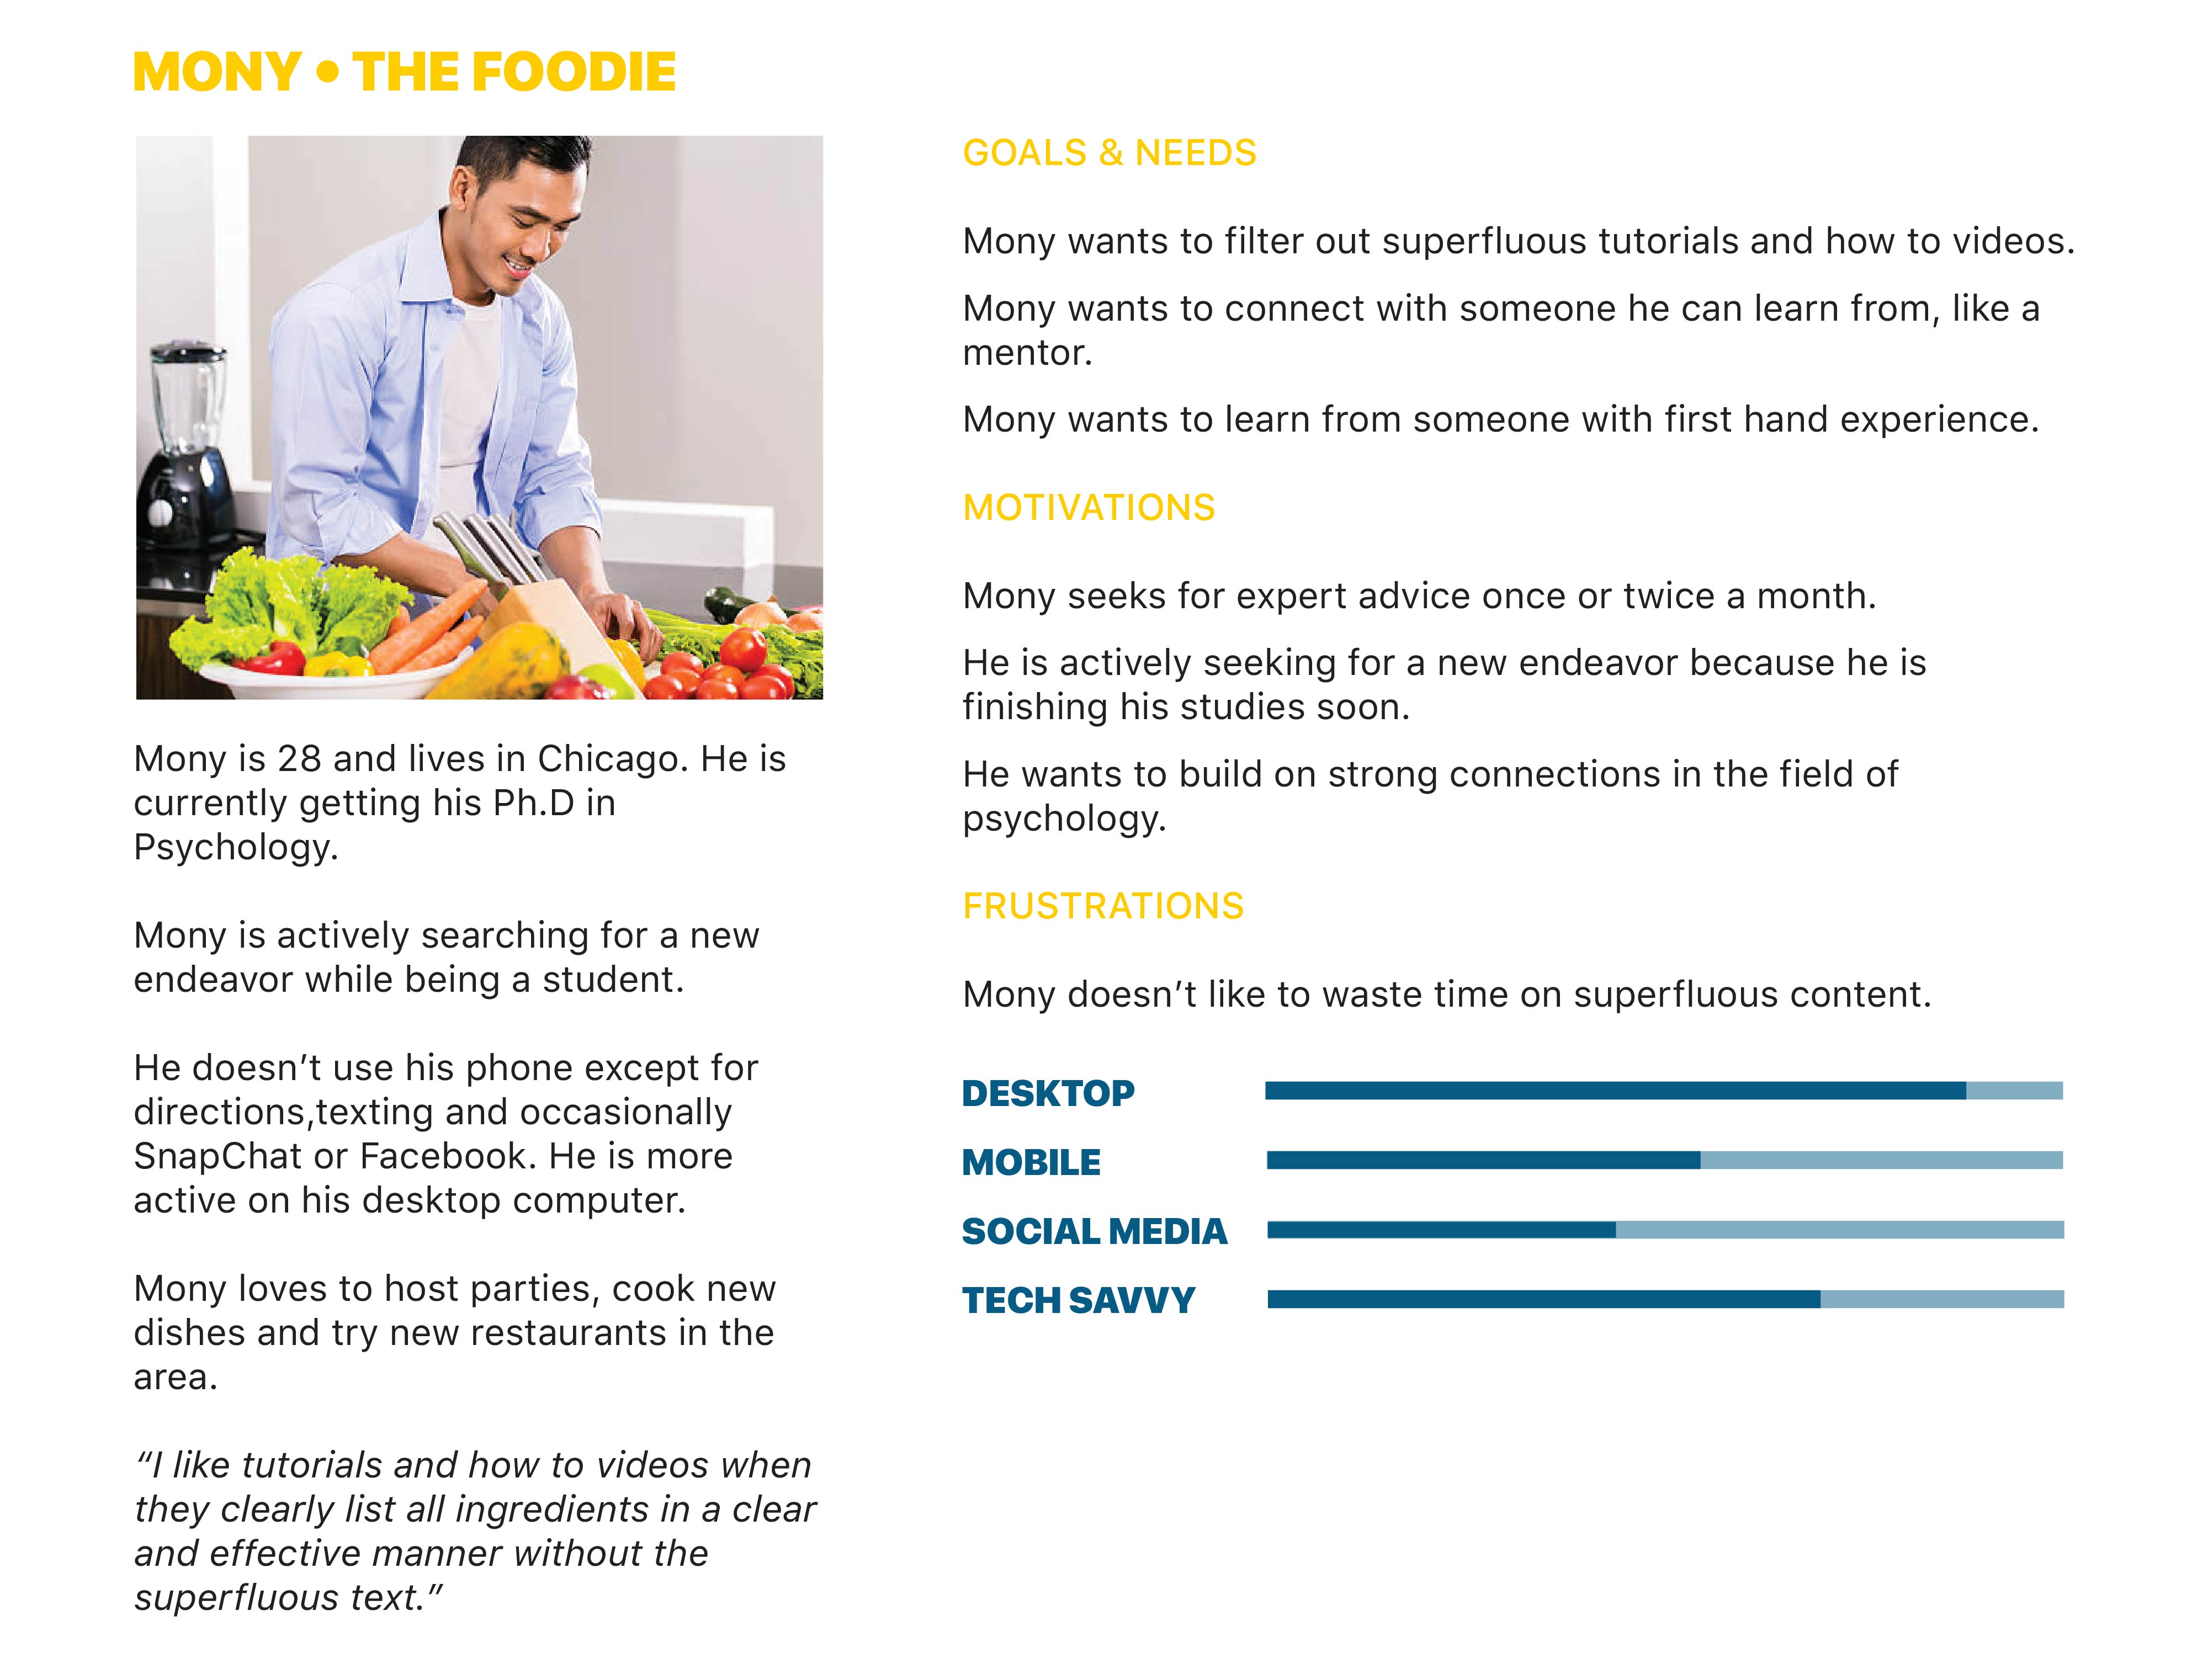 MONY • THE FOODIE
Mony is 28 and lives in Chicago. He is
currently getting his Ph.D in
Psychology.
Mony is actively searching for a new
endeavor while being a student.
He doesn’t use his phone except for
directions,texting and occasionally
SnapChat or Facebook. He is more
active on his desktop computer.
Mony loves to host parties, cook new
dishes and try new restaurants in the
area.
“I like tutorials and how to videos when
they clearly list all ingredients in a clear
and effective manner without the
superfluous text.”
GOALS & NEEDS
Mony wants to filter out superfluous tutorials and how to videos.
Mony wants to connect with someone he can learn from, like a
mentor.
Mony wants to learn from someone with first hand experience.
MOTIVATIONS
Mony seeks for expert advice once or twice a month.
He is actively seeking for a new endeavor because he is
finishing his studies soon.
He wants to build on strong connections in the field of
psychology.
FRUSTRATIONS
Mony doesn’t like to waste time on superfluous content.
DESKTOP
MOBILE
SOCIAL MEDIA
TECH SAVVY